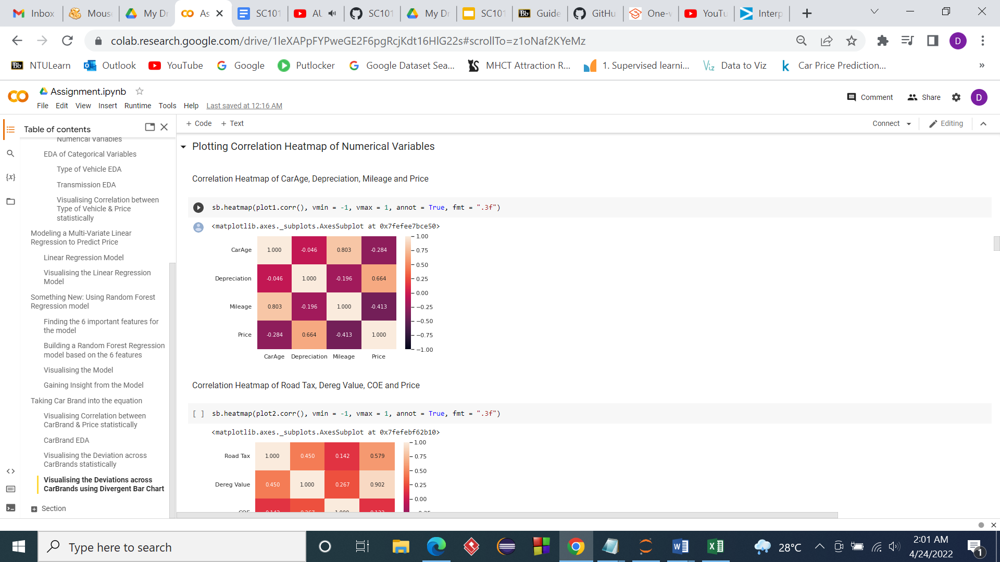 Inbox
Mous
My Dr
As
SC101
AU
SC101
My Dr
SC101
Guide
GitHu
One-w
YouTu
Interp
colab.research.google.com/drive/1leXAPpFYPweGE2F6pgRcjKdt16HlG22s#scrollTo=z1oNaf2KYeMz
D
NTULearn
Outlook
YouTube
Google
Putlocker
Google Dataset Sea...
MHCT Attraction R...
1. Supervised learni...
Data to Viz
Car Price Prediction...
»
Assignment.ipynb
Comment
Share
D
File Edit View Insert Runtime Tools Help Last saved at 12:16 AM
+ Code + Text
Connect
Editing
Table of contents
Numerical Variables
EDA of Categorical Variables
Type of Vehicle EDA
Transmission EDA
Visualising Correlation between
Type of Vehicle & Price
statistically
Modeling a Multi-Variate Linear
Regression to Predict Price
Linear Regression Model
Visualising the Linear Regression
Model
Something New: Using Random Forest
Regression model
Finding the 6 important features for
the model
Building a Random Forest Regression
model based on the 6 features
Visualising the Model
Gaining Insight from the Model
Taking Car Brand into the equation
Visualising Correlation between
CarBrand & Price statistically
CarBrand EDA
Visualising the Deviation across
CarBrands statistically
Visualising the Deviations across
CarBrands using Divergent Bar Chart
Section
Plotting Correlation Heatmap of Numerical Variables
Correlation Heatmap of CarAge, Depreciation, Mileage and Price
sb.heatmap(plot1.corr(), vmin = -1, vmax = 1, annot = True, fmt = ".3f")
<matplotlib.axes._subplots.AxesSubplot at 0x7fefee7bce50>
CarAge 1.000 -0.046 0.803 -0.284
Depreciation -0.046 1.000 -0.196 0.664
Mileage 0.803 -0.196 1.000 -0.413
Price -0.284 0.664 -0.413 1.000
CarAge Depreciation Mileage Price
1.00
0.75
0.50
0.25
0.00
−0.25
−0.50
−0.75
−1.00
Correlation Heatmap of Road Tax, Dereg Value, COE and Price
[ ] sb.heatmap(plot2.corr(), vmin = -1, vmax = 1, annot = True, fmt = ".3f")
<matplotlib.axes._subplots.AxesSubplot at 0x7fefebf62b10>
Road Tax 1.000 0.450 0.142 0.579
Dereg Value 0.450 1.000 0.267 0.902
COE 0.142 0.267 1.000 0.133
1.00
0.75
0.50
0.25
0.00
−0.25
Type here to search
28°C
2:01 AM
4/24/2022
1